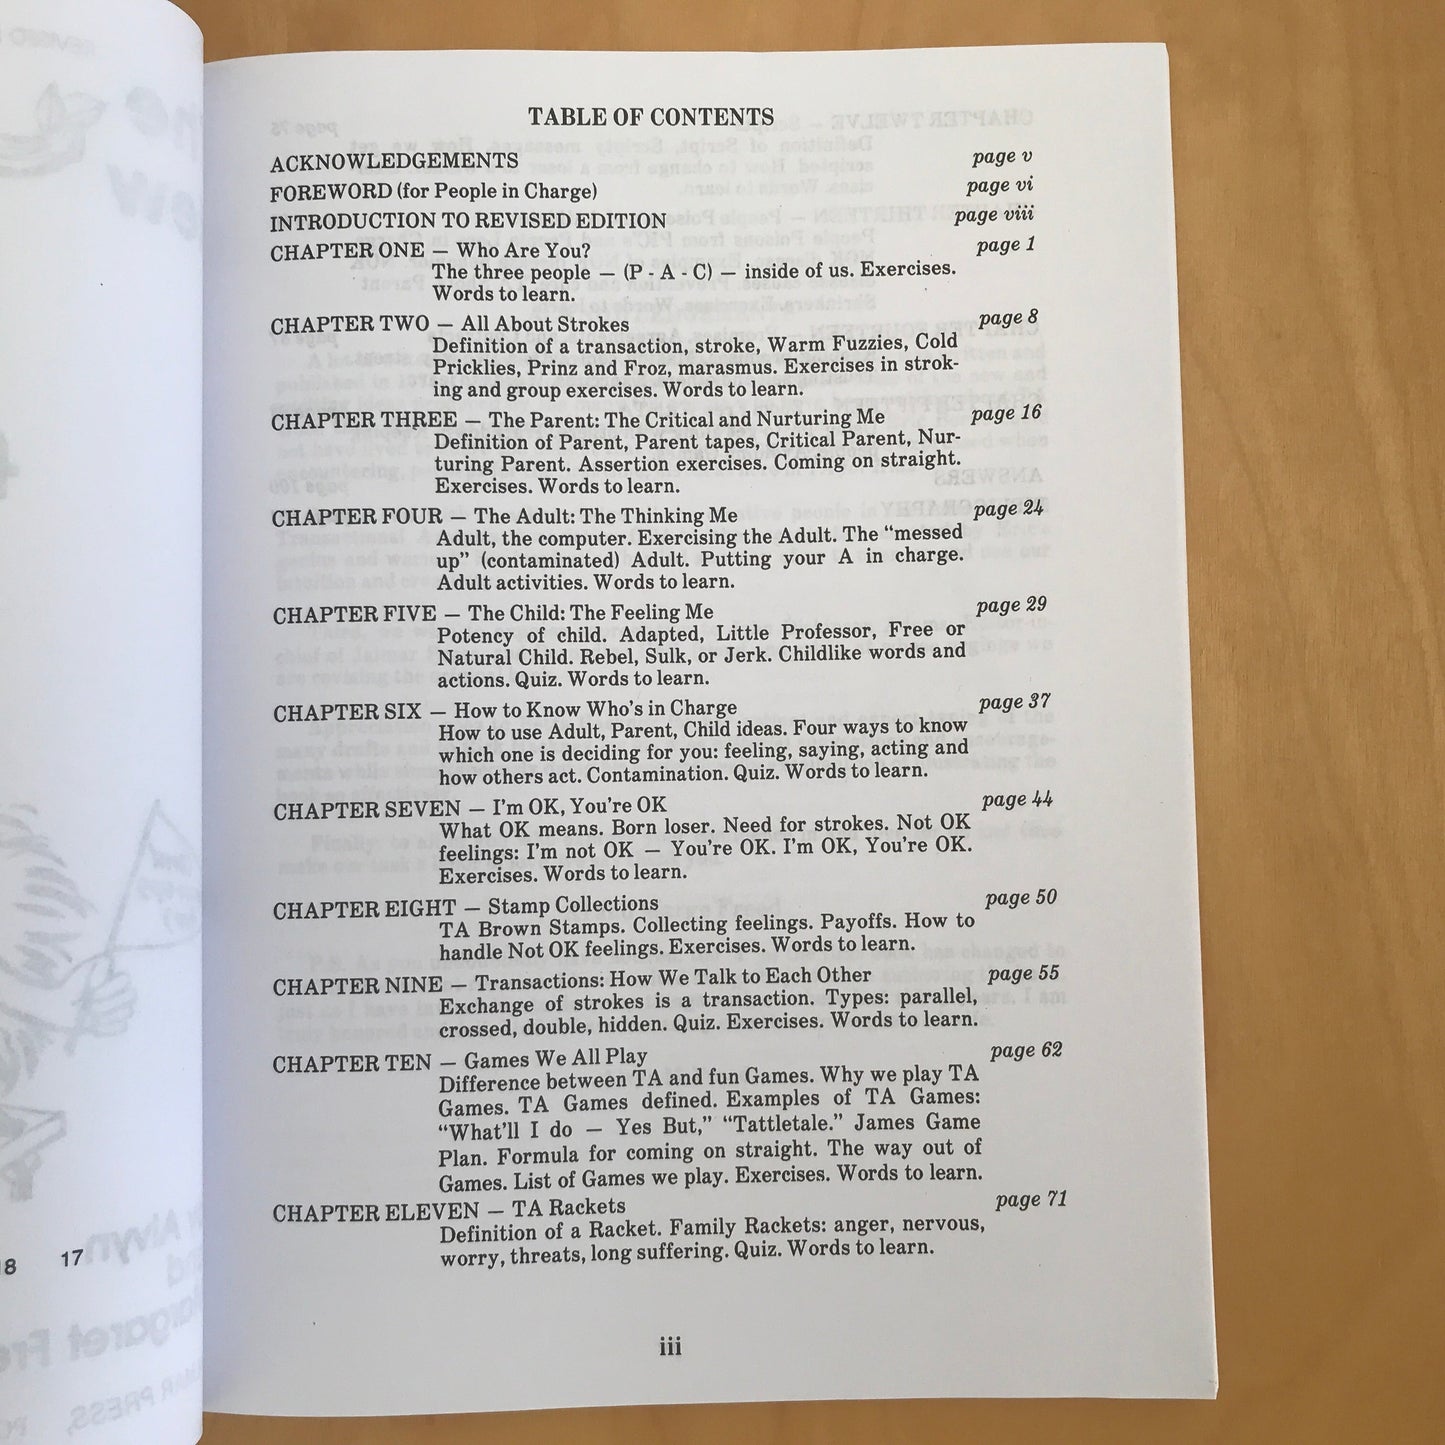 TABLE OF CONTENTS
ACKNOWLEDGEMENTS page v
FOREWORD (for People in Charge) page vi
INTRODUCTION TO REVISED EDITION page viii
CHAPTER ONE — Who Are You? page 1
The three people — (P - A - C) — inside of us. Exercises.
Words to learn.
CHAPTER TWO — All About Strokes page 8
Definition of a transaction, stroke, Warm Fuzzies, Cold
Pricklies, Prinz and Froz, marasmus. Exercises in strok-
ing and group exercises. Words to learn.
CHAPTER THREE — The Parent: The Critical and Nurturing Me page 16
Definition of Parent, Parent tapes, Critical Parent, Nur-
turing Parent. Assertion exercises. Coming on straight.
Exercises. Words to learn.
CHAPTER FOUR — The Adult: The Thinking Me page 24
Adult, the computer. Exercising the Adult. The “messed
up” (contaminated) Adult. Putting your A in charge.
Adult activities. Words to learn.
CHAPTER FIVE — The Child: The Feeling Me page 29
Potency of child. Adapted, Little Professor, Free or
Natural Child. Rebel, Sulk, or Jerk. Childlike words and
actions. Quiz. Words to learn.
CHAPTER SIX — How to Know Who's in Charge page 37
How to use Adult, Parent, Child ideas. Four ways to know
which one is deciding for you: feeling, saying, acting and
how others act. Contamination. Quiz. Words to learn.
CHAPTER SEVEN — I'm OK, You're OK page 44
What OK means. Born loser. Need for strokes. Not OK
feelings: I'm not OK — You're OK. I'm OK, You're OK.
Exercises. Words to learn.
CHAPTER EIGHT — Stamp Collections page 50
TA Brown Stamps. Collecting feelings. Payoffs. How to
handle Not OK feelings. Exercises. Words to learn.
CHAPTER NINE — Transactions: How We Talk to Each Other page 55
Exchange of strokes is a transaction. Types: parallel,
crossed, double, hidden. Quiz. Exercises. Words to learn.
CHAPTER TEN — Games We All Play page 62
Difference between TA and fun Games. Why we play TA
Games. TA Games defined. Examples of TA Games:
“What'll I do — Yes But,” “Tattletale.” James Game
Plan. Formula for coming on straight. The way out of
Games. List of Games we play. Exercises. Words to learn.
CHAPTER ELEVEN — TA Rackets page 71
Definition of a Racket. Family Rackets: anger, nervous,
worry, threats, long suffering. Quiz. Words to learn.
iii
17